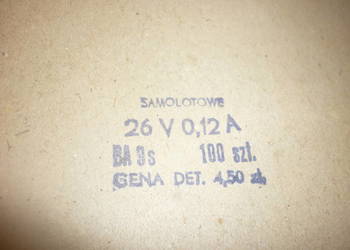 SAMOLOTOWE
26 V 0,12 A
BA 9s 100 szt.
CENA DET. 4,50 zł.